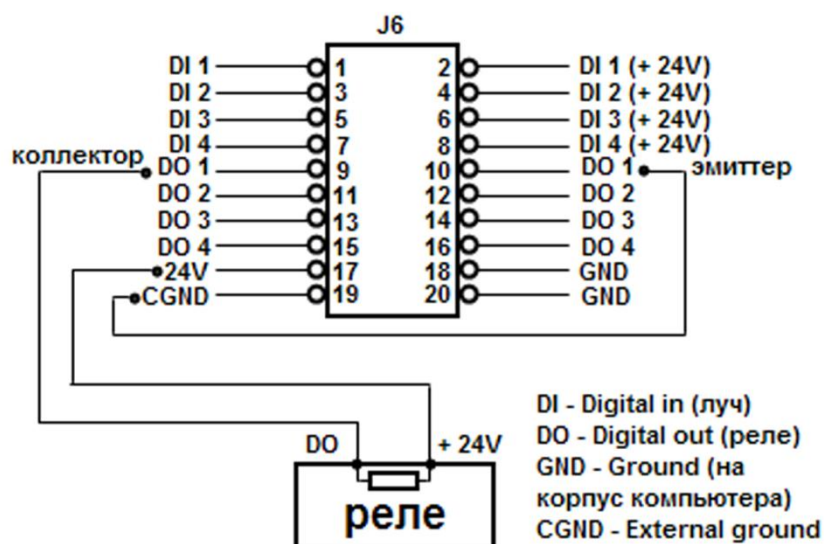 J6
DI 1 1 2 DI 1 (+ 24V)
DI 2 3 4 DI 2 (+ 24V)
DI 3 5 6 DI 3 (+ 24V)
DI 4 7 8 DI 4 (+ 24V)
коллектор DO 1 9 10 DO 1 эмиттер
DO 2 11 12 DO 2
DO 3 13 14 DO 3
DO 4 15 16 DO 4
24V 17 18 GND
CGND 19 20 GND
DO + 24V
реле
DI - Digital in (луч)
DO - Digital out (реле)
GND - Ground (на
корпус компьютера)
CGND - External ground